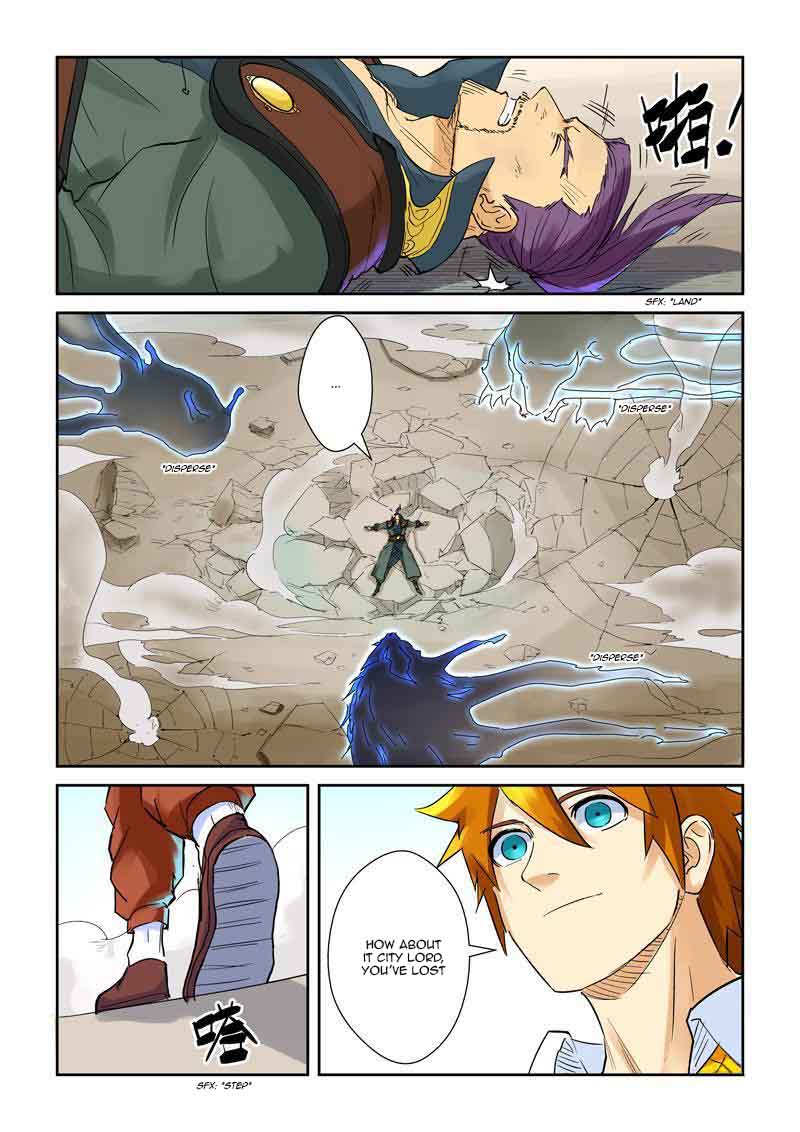 啪!
SFX: "LAND"
...
"DISPERSE"
"DISPERSE"
"DISPERSE"
嗒
SFX: "STEP"
HOW ABOUT
IT CITY LORD,
YOU'VE LOST